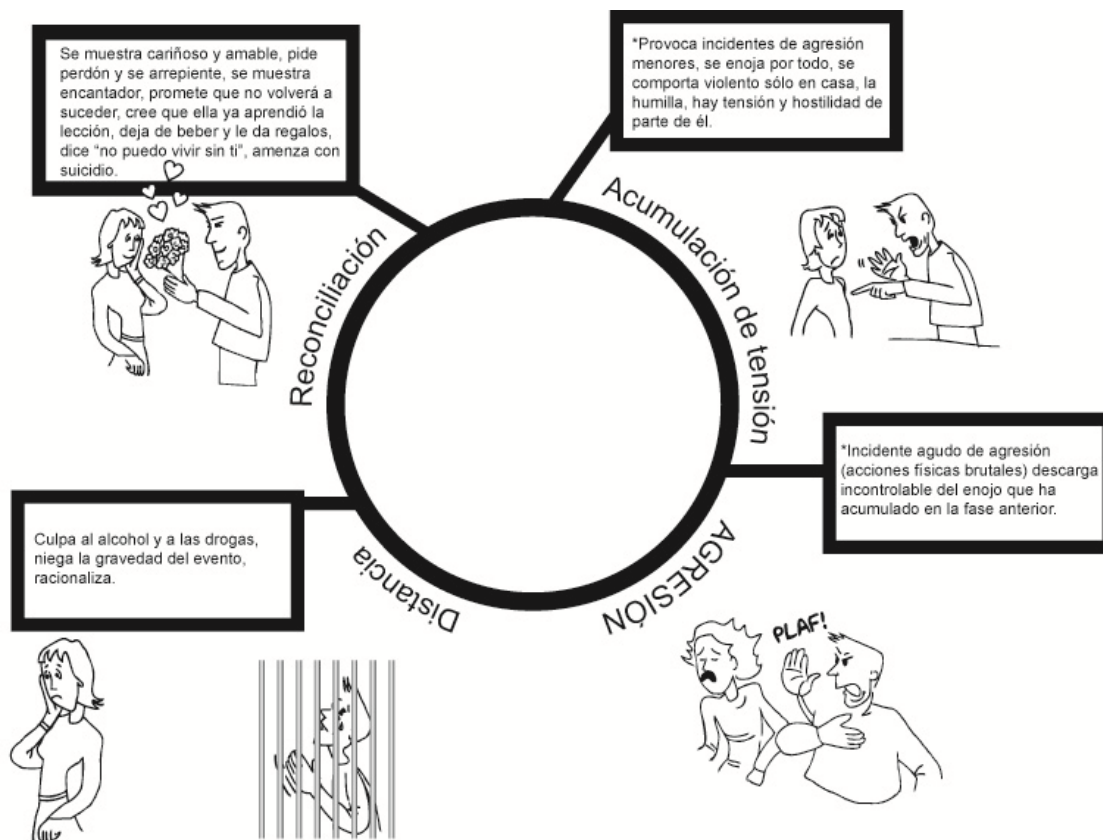 Se muestra cariñoso y amable, pide
perdón y se arrepiente, se muestra
encantador, promete que no volverá a
suceder, cree que ella ya aprendió la
lección, deja de beber y le da regalos,
dice “no puedo vivir sin ti”, amenza con
suicidio.
*Provoca incidentes de agresión
menores, se enoja por todo, se
comporta violento sólo en casa, la
humilla, hay tensión y hostilidad de
parte de él.
Reconciliación
Acumulación de tensión
*Incidente agudo de agresión
(acciones físicas brutales) descarga
incontrolable del enojo que ha
acumulado en la fase anterior.
Culpa al alcohol y a las drogas,
niega la gravedad del evento,
racionaliza.
Distancia
AGRESIÓN
PLAF!